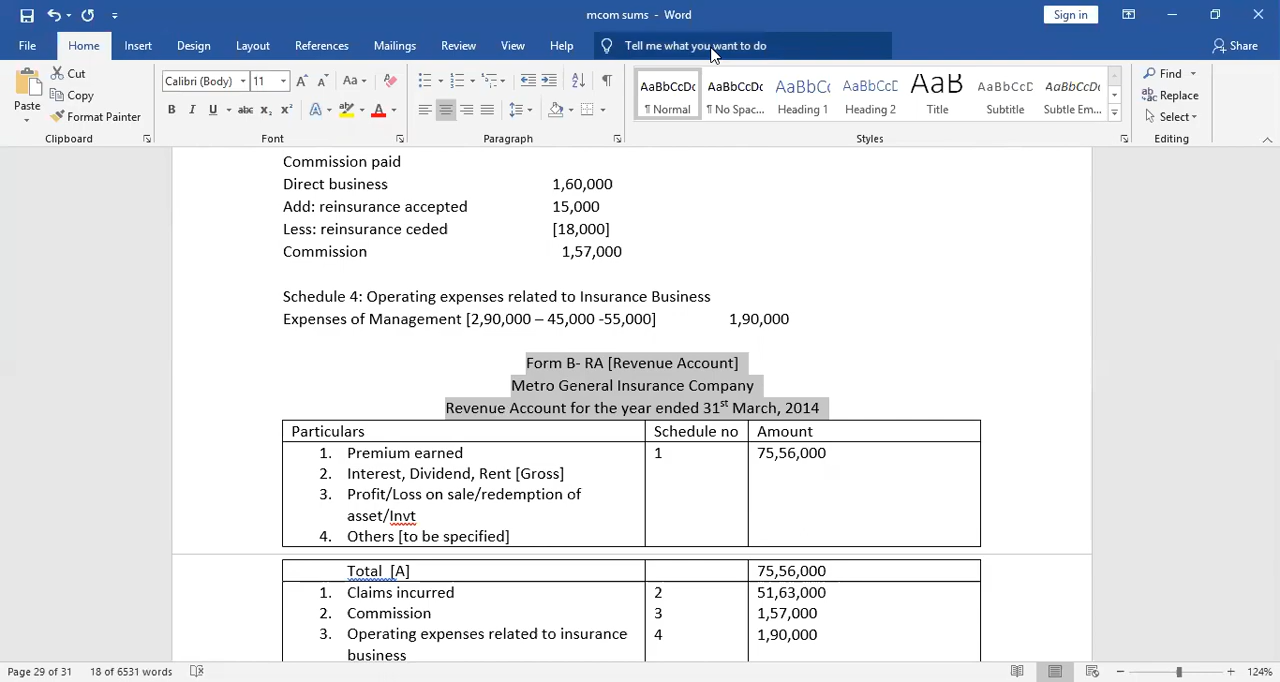 mcom sums - Word
Sign in
File Home Insert Design Layout References Mailings Review View Help Tell me what you want to do Share
Paste Cut Copy Format Painter
Calibri (Body) 11
AaBbCcDc AaBbCcDc AaBbCc AaBbCcC AaB AaBbCcC AaBbCcDc
¶ Normal ¶ No Spac... Heading 1 Heading 2 Title Subtitle Subtle Em...
Find Replace Select
Clipboard Font Paragraph Styles Editing
Commission paid
Direct business 1,60,000
Add: reinsurance accepted 15,000
Less: reinsurance ceded [18,000]
Commission 1,57,000
Schedule 4: Operating expenses related to Insurance Business
Expenses of Management [2,90,000 – 45,000 -55,000] 1,90,000
Form B- RA [Revenue Account]
Metro General Insurance Company
Revenue Account for the year ended 31st March, 2014
Particulars Schedule no Amount
1. Premium earned 1 75,56,000
2. Interest, Dividend, Rent [Gross]
3. Profit/Loss on sale/redemption of
asset/Invt
4. Others [to be specified]
Total [A] 75,56,000
1. Claims incurred 2 51,63,000
2. Commission 3 1,57,000
3. Operating expenses related to insurance 4 1,90,000
business
Page 29 of 31 18 of 6531 words 124%